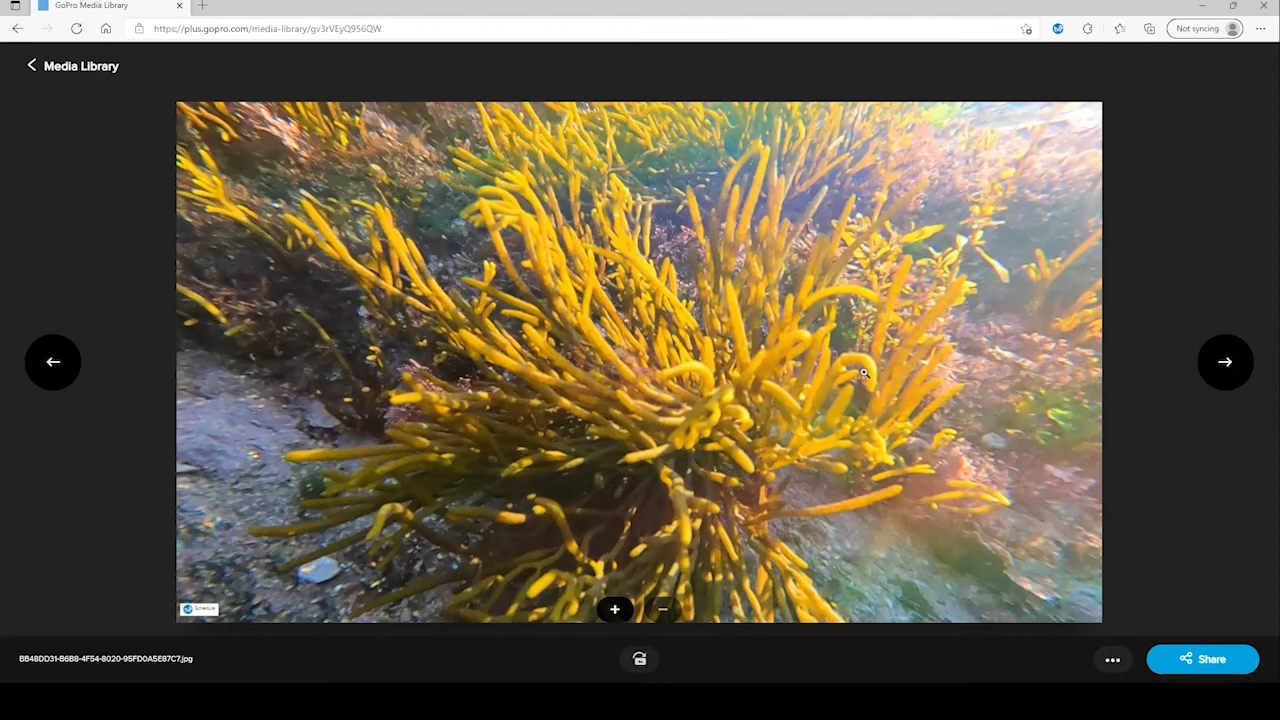 GoPro Media Library
https://plus.gopro.com/media-library/gv3rVEyQ956QW
Not syncing
Media Library
Schedule
BB48DD31-B6B8-4F54-8020-95FD0A5E87C7.jpg
Share